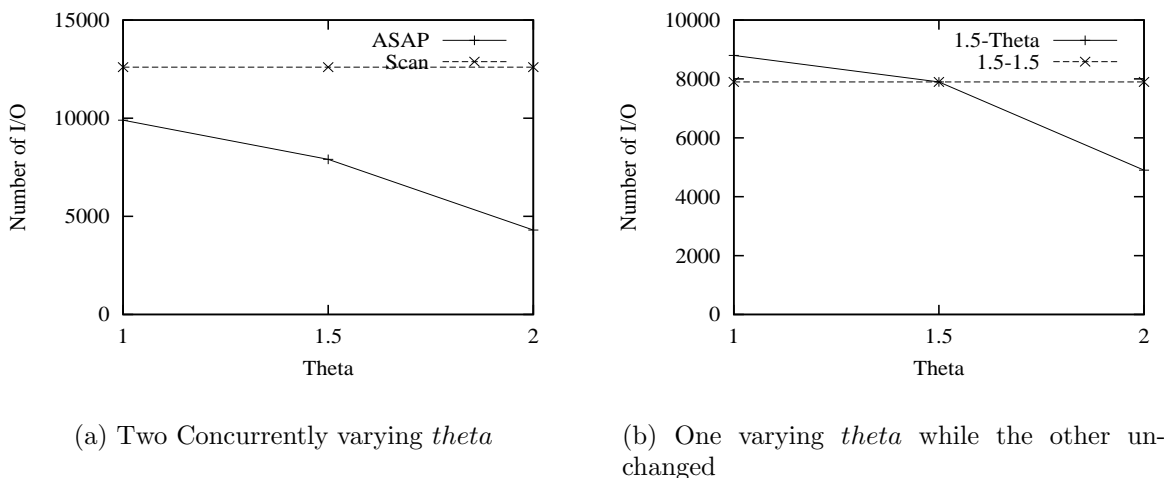 15000
10000
5000
0
Number of I/O
ASAP
Scan
1 1.5 2
Theta
(a) Two Concurrently varying theta
10000
8000
6000
4000
2000
0
Number of I/O
1.5-Theta
1.5-1.5
1 1.5 2
Theta
(b) One varying theta while the other un-
changed